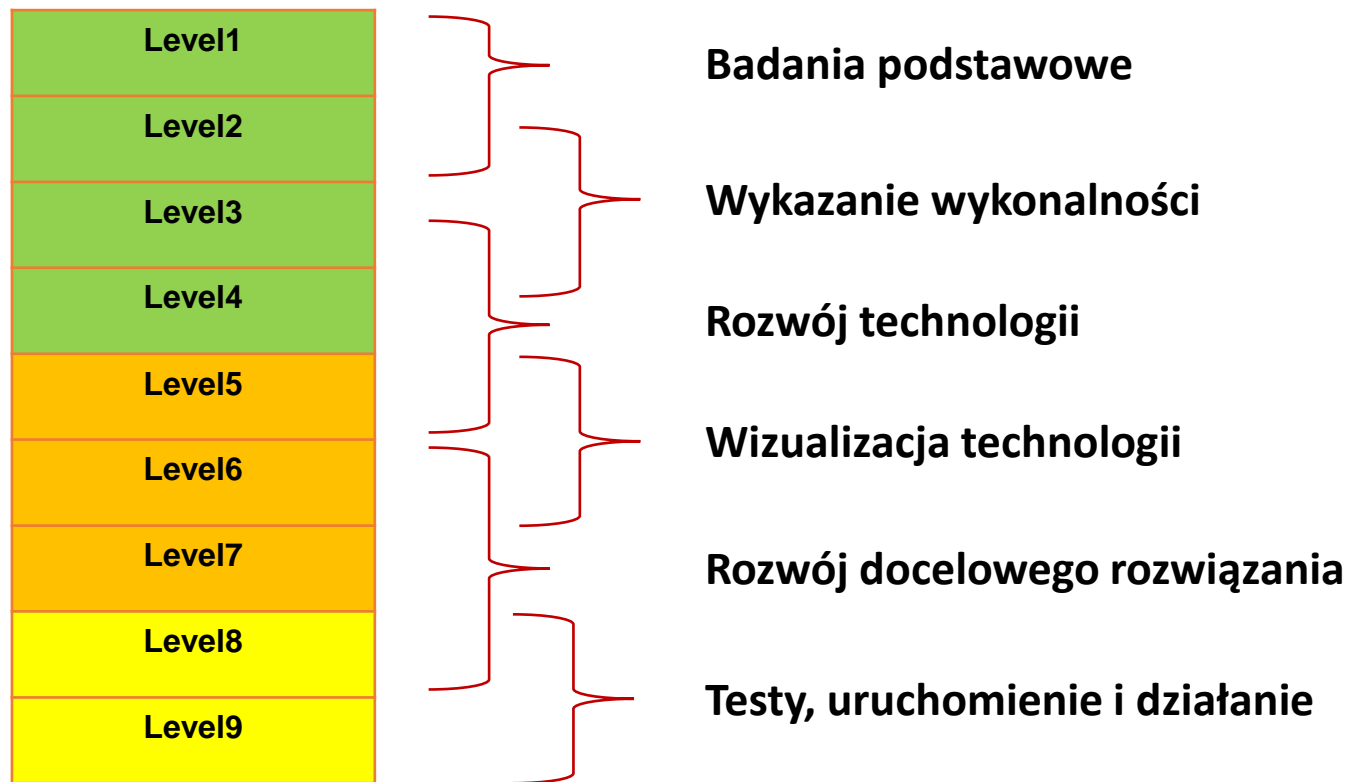 Level1
Badania podstawowe
Level2
Wykazanie wykonalności
Level3
Level4
Rozwój technologii
Level5
Wizualizacja technologii
Level6
Level7
Rozwój docelowego rozwiązania
Level8
Testy, uruchomienie i działanie
Level9